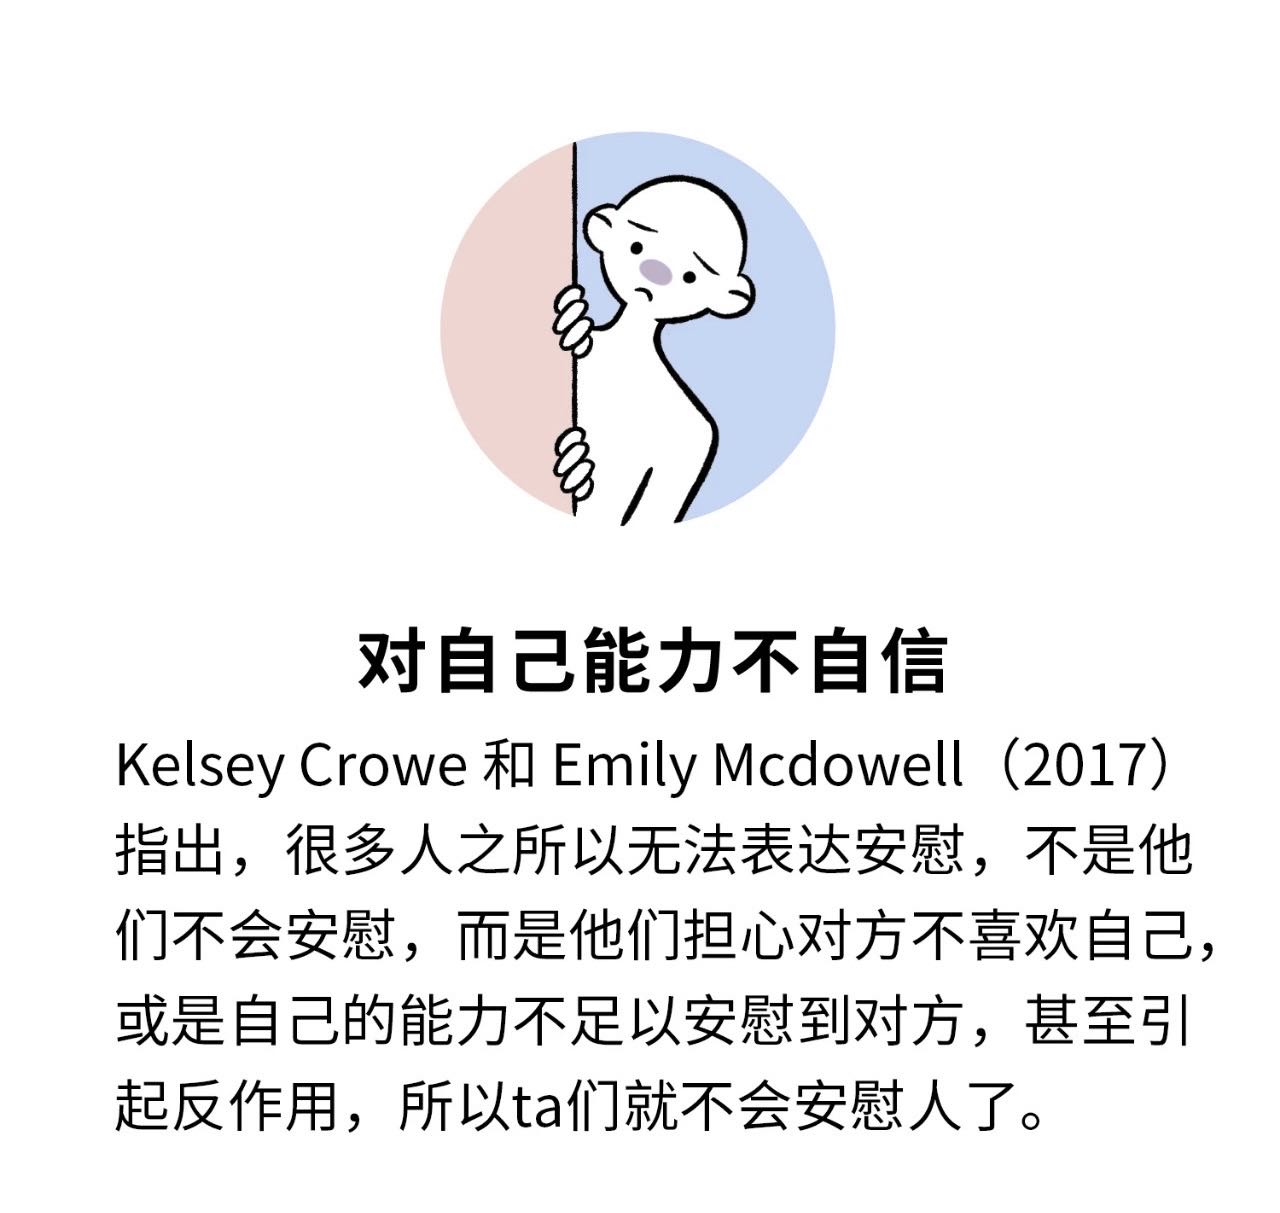 对自己能力不自信
Kelsey Crowe 和 Emily Mcdowell（2017）
指出，很多人之所以无法表达安慰，不是他
们不会安慰，而是他们担心对方不喜欢自己，
或是自己的能力不足以安慰到对方，甚至引
起反作用，所以ta们就不会安慰人了。